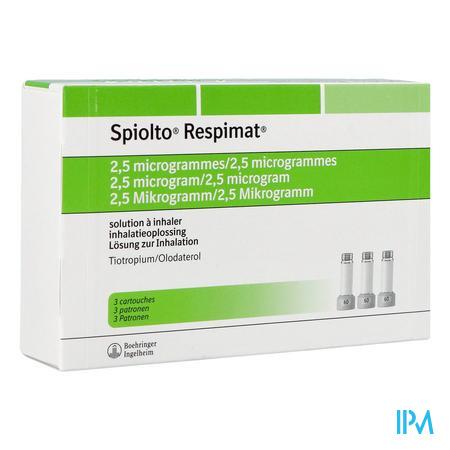 Spiolto® Respimat®
2,5 microgrammes/2,5 microgrammes
2,5 microgram/2,5 microgram
2,5 Mikrogramm/2,5 Mikrogramm
solution à inhaler
inhalatieoplossing
Lösung zur Inhalation
Tiotropium/Olodaterol
3 cartouches
3 patronen
3 Patronen
60 60 60
Boehringer
Ingelheim
IPM